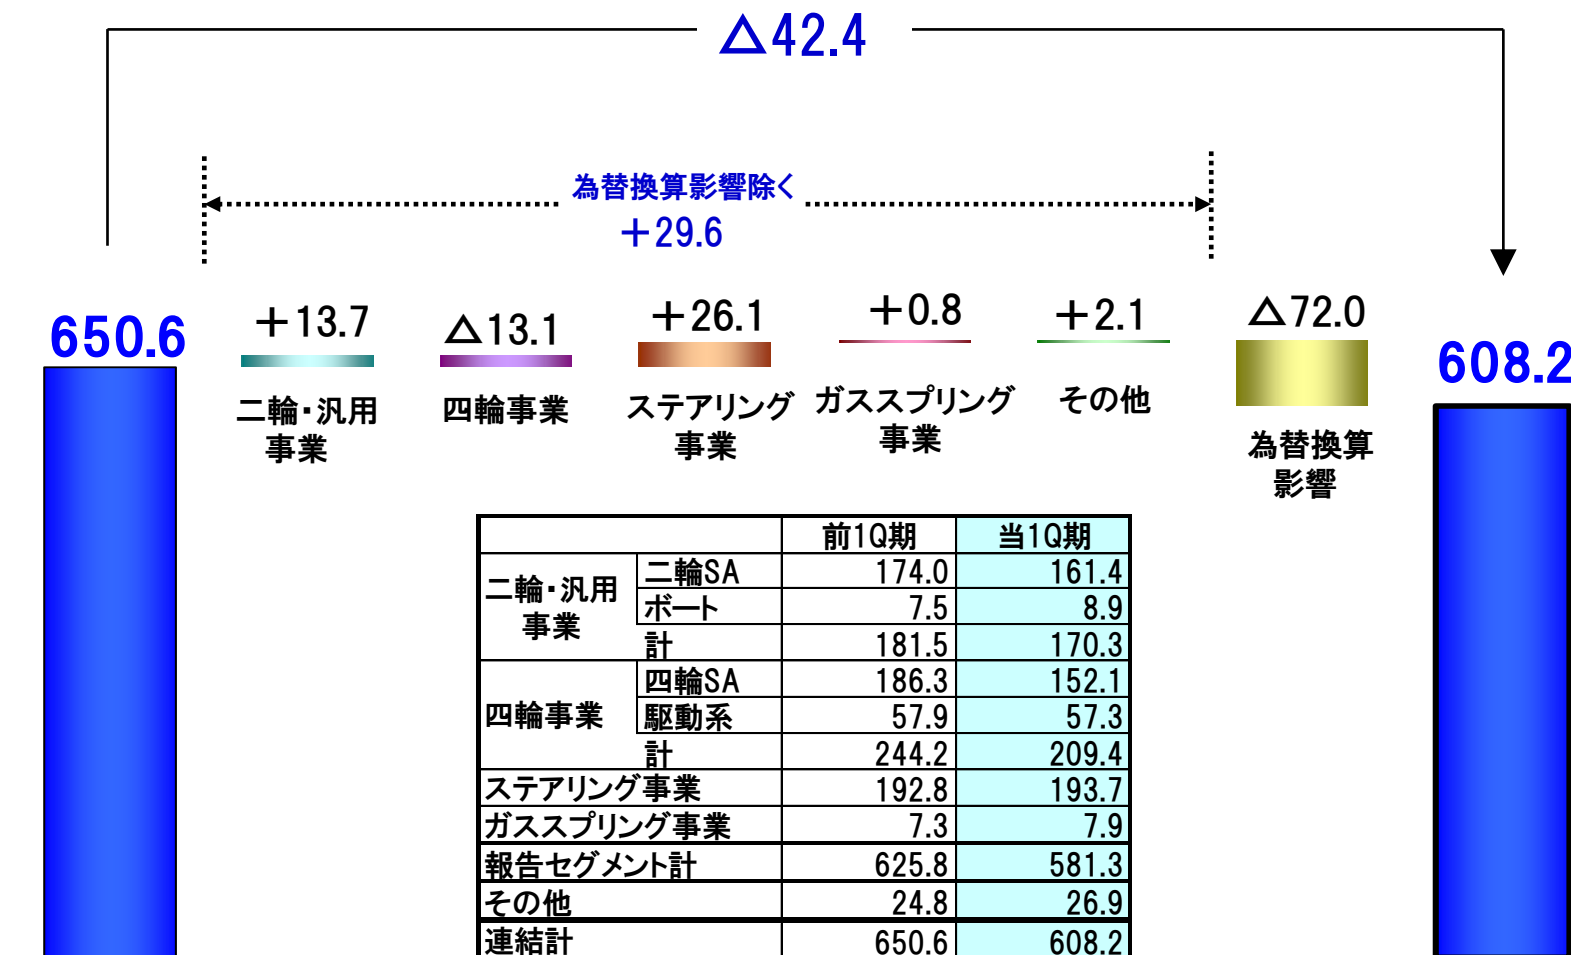 △42.4
為替換算影響除く
＋29.6
650.6
＋13.7
△13.1
＋26.1
＋0.8
＋2.1
△72.0
608.2
二輪・汎用
事業
四輪事業
ステアリング
事業
ガススプリング
事業
その他
為替換算
影響
前1Q期 当1Q期
二輪・汎用
事業
二輪SA 174.0 161.4
ボート 7.5 8.9
計 181.5 170.3
四輪事業
四輪SA 186.3 152.1
駆動系 57.9 57.3
計 244.2 209.4
ステアリング事業 192.8 193.7
ガススプリング事業 7.3 7.9
報告セグメント計 625.8 581.3
その他 24.8 26.9
連結計 650.6 608.2